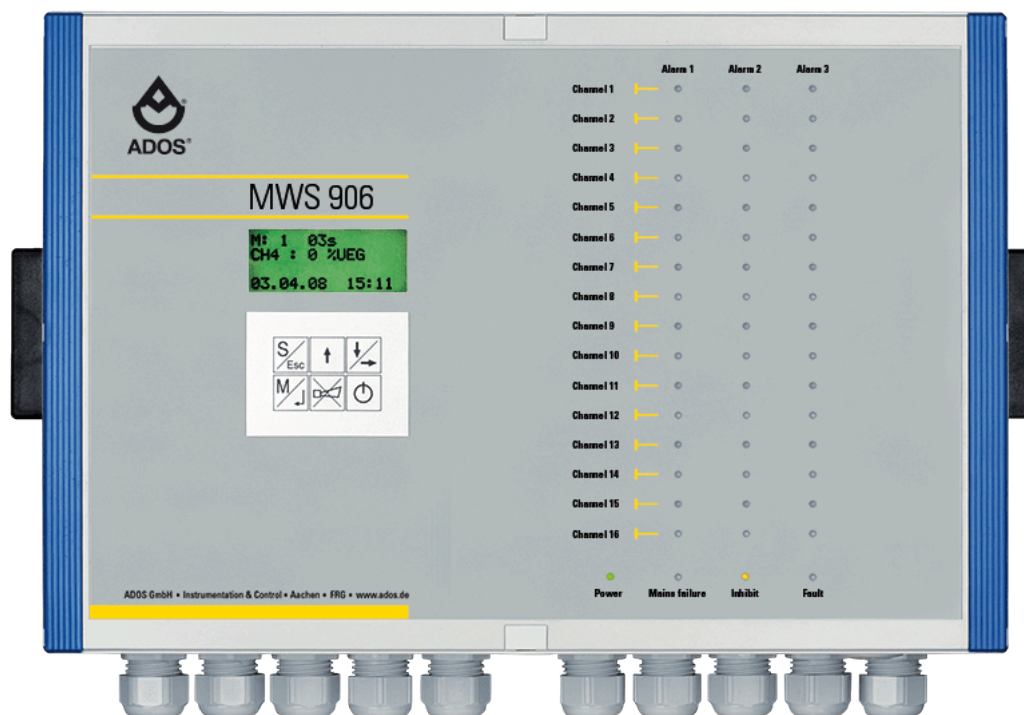 ADOS®
MWS 906
M: 1 03s
CH4 : 0 %UEG
03.04.08 15:11
S/Esc
M
ADOS GmbH • Instrumentation & Control • Aachen • FRG • www.ados.de
Alarm 1 Alarm 2 Alarm 3
Channel 1
Channel 2
Channel 3
Channel 4
Channel 5
Channel 6
Channel 7
Channel 8
Channel 9
Channel 10
Channel 11
Channel 12
Channel 13
Channel 14
Channel 15
Channel 16
Power Mains failure Inhibit Fault